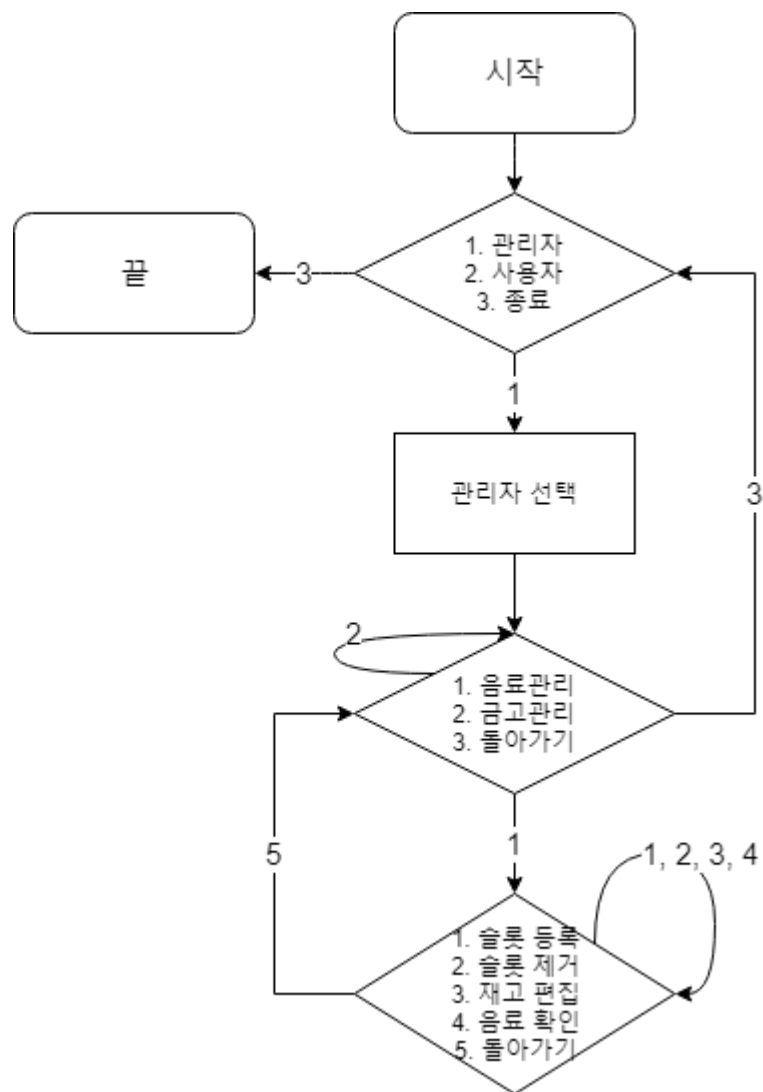 시작
1. 관리자
2. 사용자
3. 종료
3
끝
1
관리자 선택
3
2
1. 음료관리
2. 금고관리
3. 돌아가기
1
5
1, 2, 3, 4
1. 슬롯 등록
2. 슬롯 제거
3. 재고 편집
4. 음료 확인
5. 돌아가기